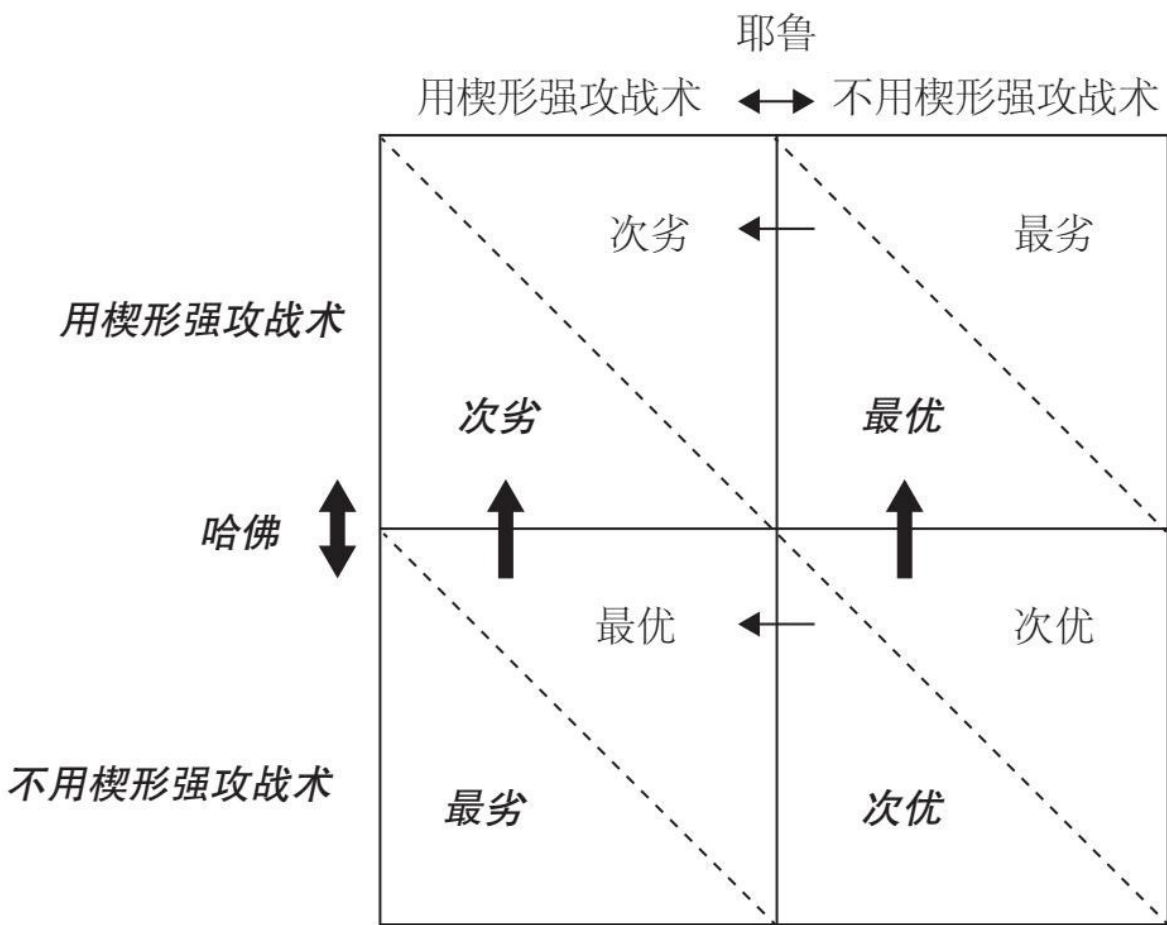 耶鲁
用楔形强攻战术 不用楔形强攻战术
次劣 最劣
用楔形强攻战术
次劣 最优
哈佛
最优 次优
不用楔形强攻战术
最劣 次优